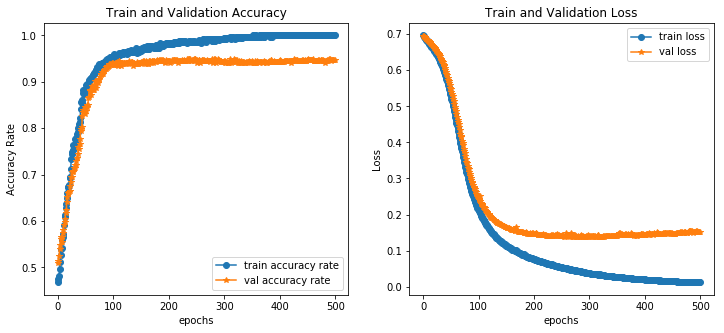 Train and Validation Accuracy
Accuracy Rate
1.0
0.9
0.8
0.7
0.6
0.5
train accuracy rate
val accuracy rate
0
100
200
300
400
500
epochs
Train and Validation Loss
Loss
0.7
0.6
0.5
0.4
0.3
0.2
0.1
0.0
train loss
val loss
0
100
200
300
400
500
epochs